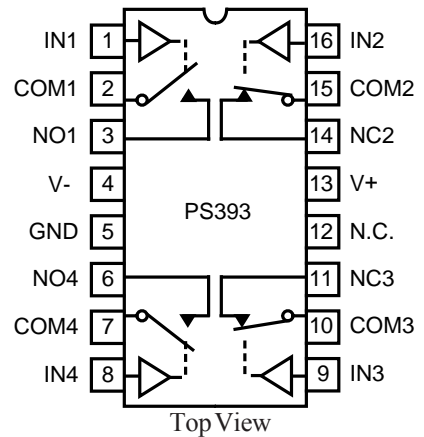 IN1 1 16 IN2
COM1 2 15 COM2
NO1 3 14 NC2
V- 4 13 V+
PS393
GND 5 12 N.C.
NO4 6 11 NC3
COM4 7 10 COM3
IN4 8 9 IN3
Top View